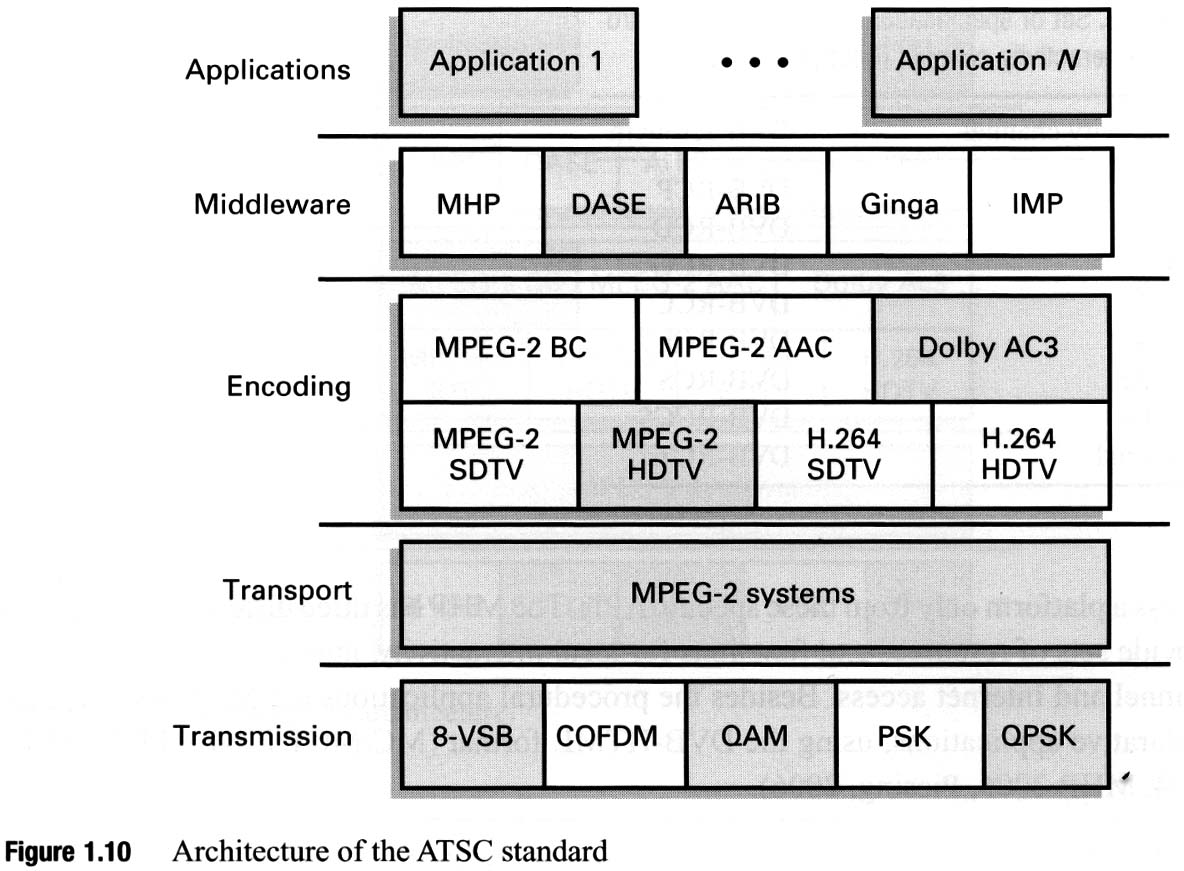 Applications
Application 1
• • •
Application N
Middleware
MHP
DASE
ARIB
Ginga
IMP
Encoding
MPEG-2 BC
MPEG-2 AAC
Dolby AC3
MPEG-2
SDTV
MPEG-2
HDTV
H.264
SDTV
H.264
HDTV
Transport
MPEG-2 systems
Transmission
8-VSB
COFDM
QAM
PSK
QPSK
Figure 1.10 Architecture of the ATSC standard